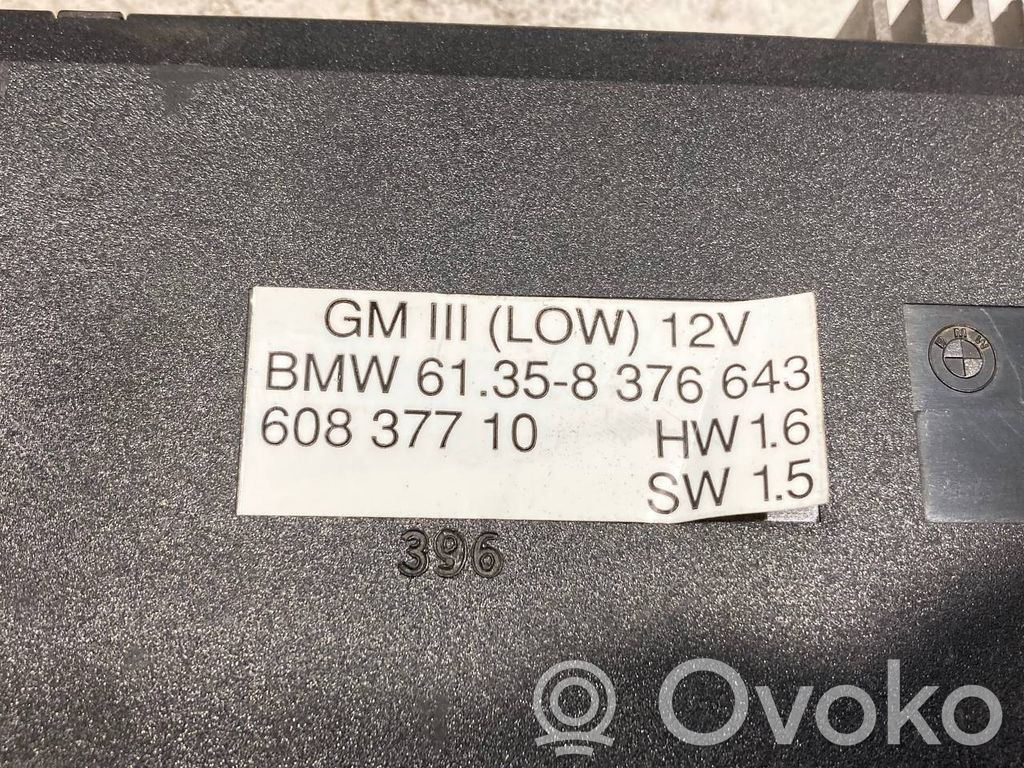 GM III (LOW) 12V
BMW 61.35-8 376 643
608 377 10 HW 1.6
SW 1.5
396
BMW
Ovoko